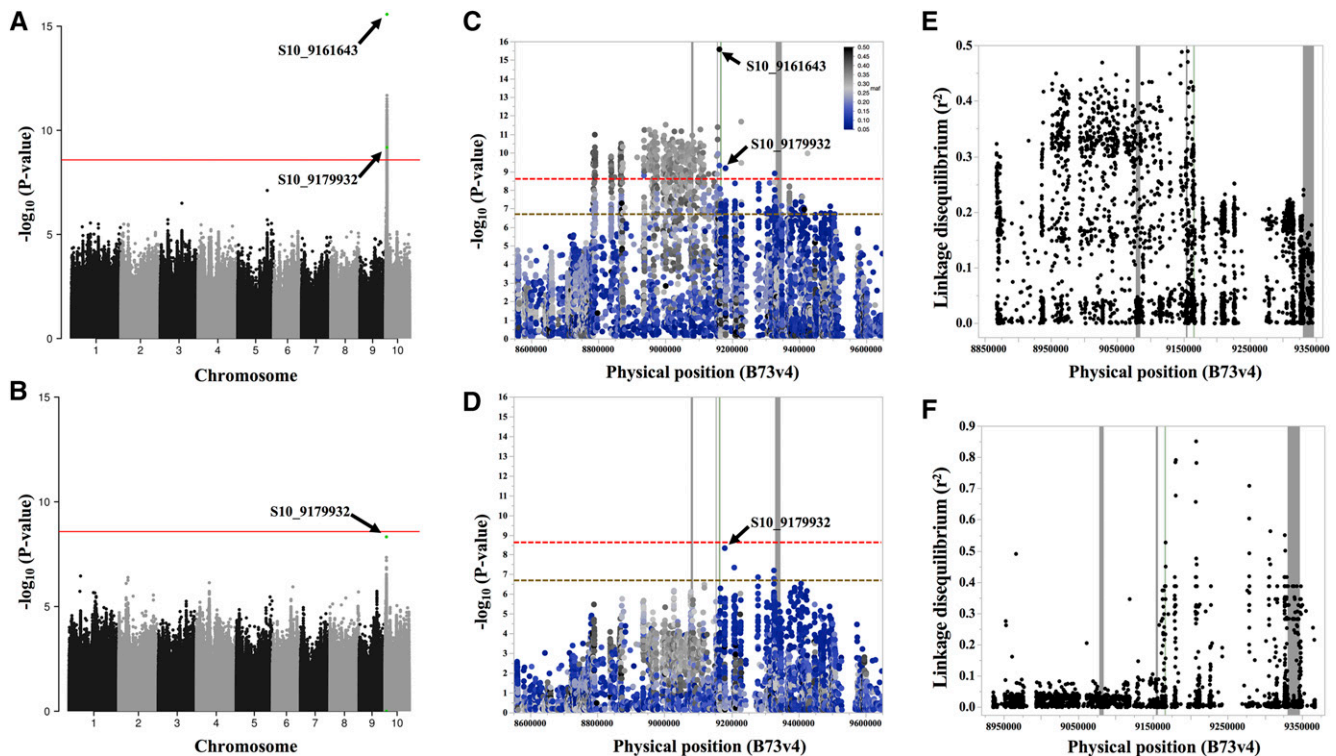 A
15
10
5
0
-log10 (P-value)
S10_9161643
S10_9179932
1 2 3 4 5 6 7 8 9 10
Chromosome
B
15
10
5
0
-log10 (P-value)
S10_9179932
1 2 3 4 5 6 7 8 9 10
Chromosome
C
16
15
14
13
12
11
10
9
8
7
6
5
4
3
2
1
0
-log10 (P-value)
S10_9161643
S10_9179932
0.50
0.45
0.40
0.35
0.30
0.25
0.20
0.15
0.10
0.05
maf
8600000 8800000 9000000 9200000 9400000 9600000
Physical position (B73v4)
D
16
15
14
13
12
11
10
9
8
7
6
5
4
3
2
1
0
-log10 (P-value)
S10_9179932
8600000 8800000 9000000 9200000 9400000 9600000
Physical position (B73v4)
E
0.5
0.4
0.3
0.2
0.1
0.0
Linkage disequilibrium (r²)
8850000 8950000 9050000 9150000 9250000 9350000
Physical position (B73v4)
F
0.9
0.8
0.7
0.6
0.5
0.4
0.3
0.2
0.1
0.0
Linkage disequilibrium (r²)
8950000 9050000 9150000 9250000 9350000
Physical position (B73v4)